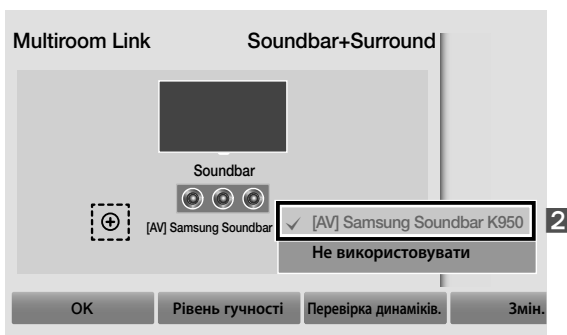 Multiroom Link
Soundbar+Surround
Soundbar
[AV] Samsung Soundbar
[AV] Samsung Soundbar K950
2
Не використовувати
OK
Рівень гучності
Перевірка динаміків.
Змін.